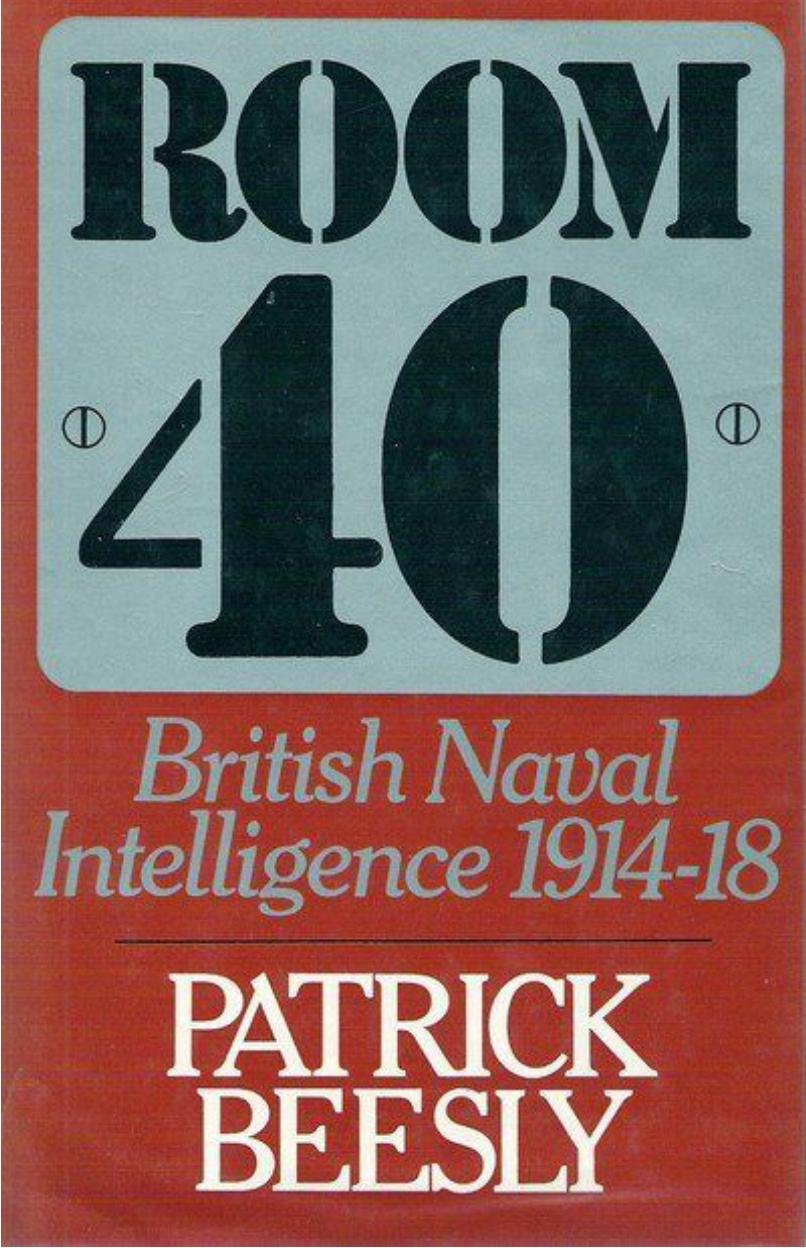 ROOM
40
British Naval
Intelligence 1914-18
PATRICK
BEESLY